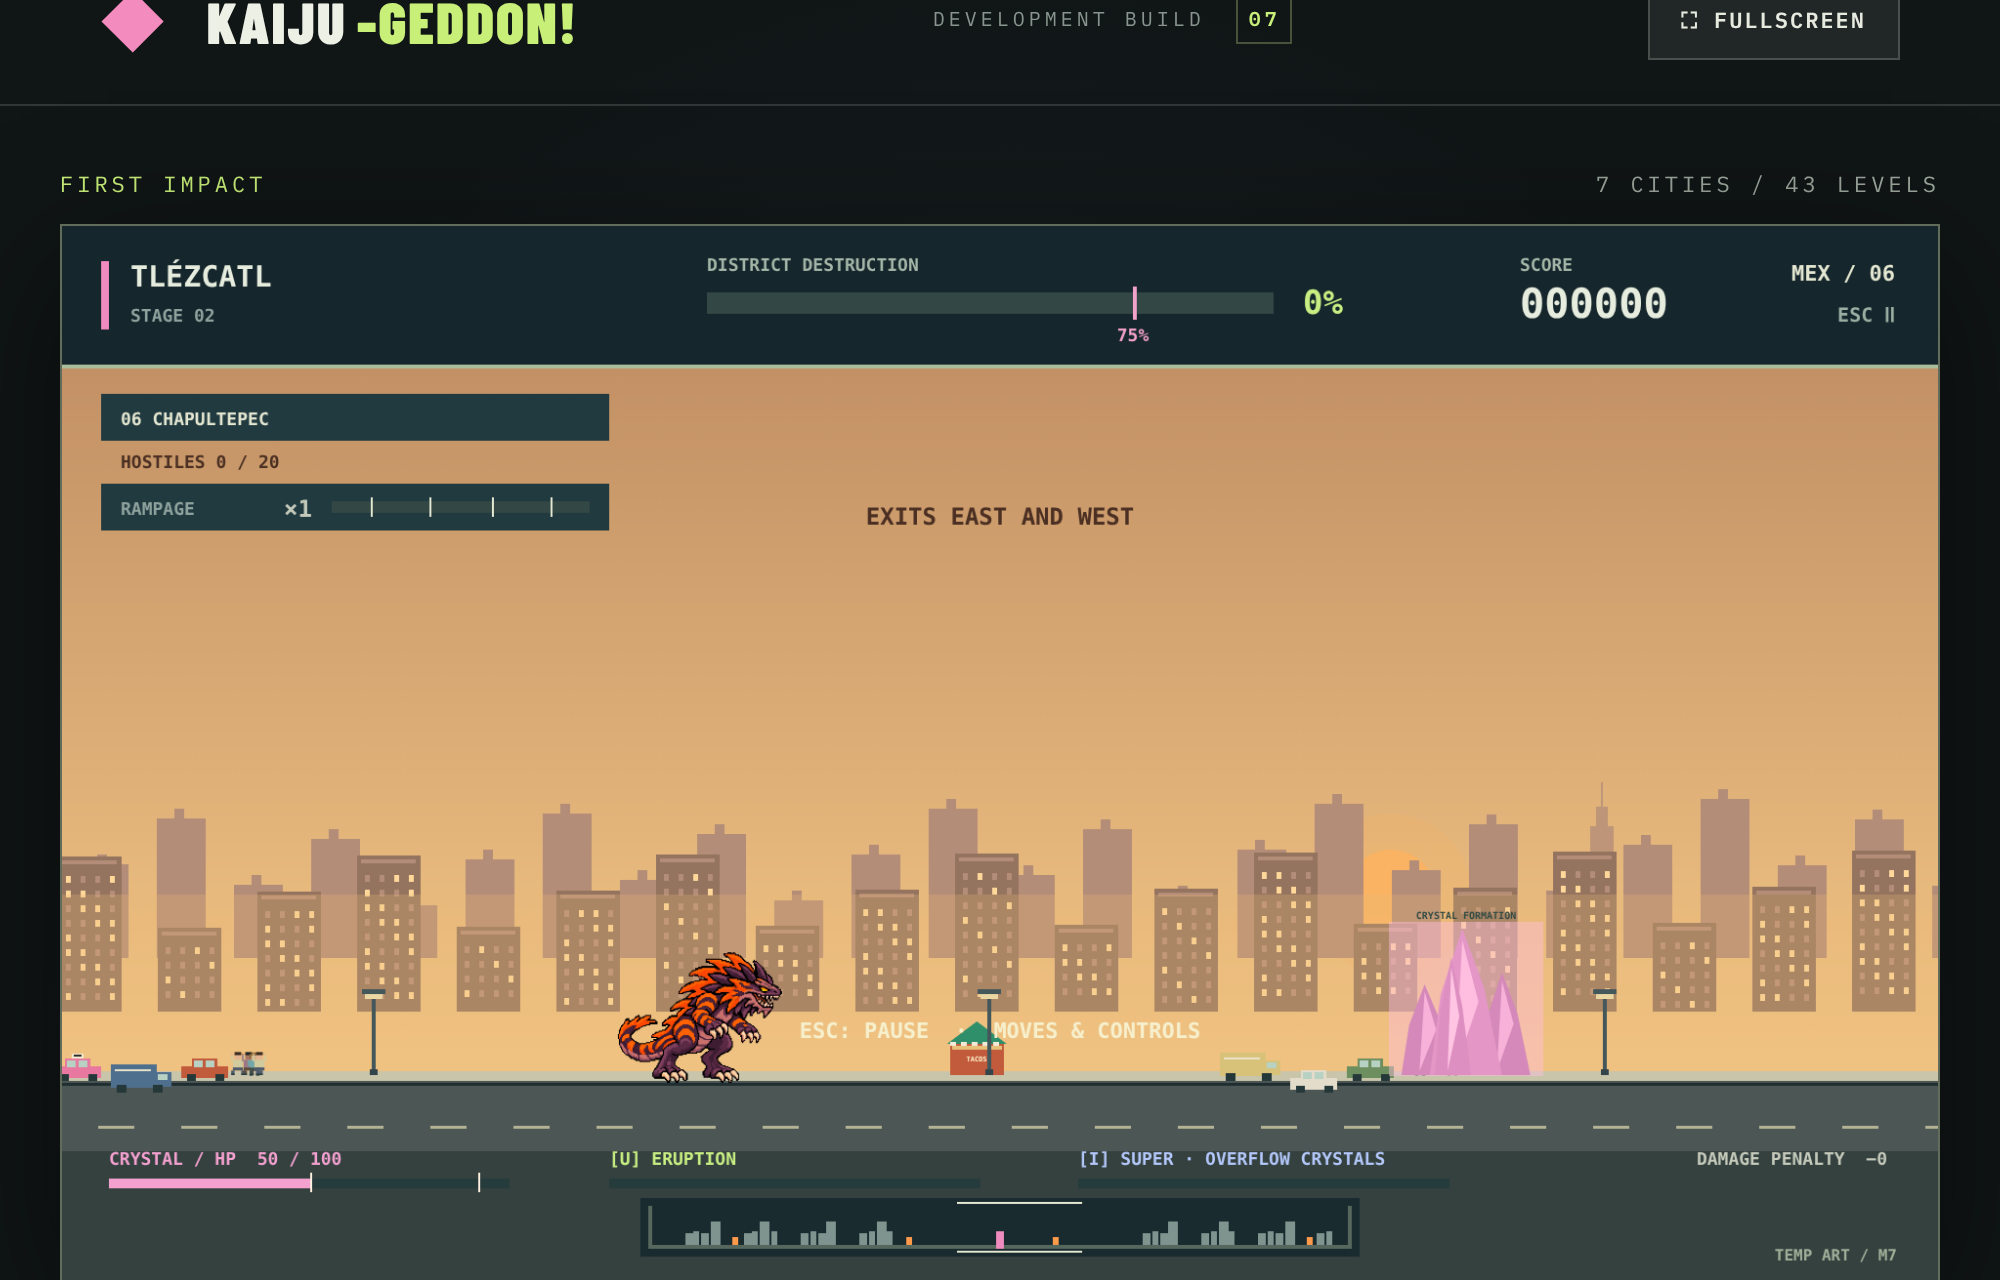 KAIJU-GEDDON!
DEVELOPMENT BUILD 07
FULLSCREEN
FIRST IMPACT
7 CITIES / 43 LEVELS
TLÉZCATL
STAGE 02
DISTRICT DESTRUCTION
0%
75%
SCORE
000000
MEX / 06
ESC II
06 CHAPULTEPEC
HOSTILES 0 / 20
RAMPAGE ×1
EXITS EAST AND WEST
CRYSTAL FORMATION
ESC: PAUSE · MOVES & CONTROLS
TACOS
CRYSTAL / HP 50 / 100
[U] ERUPTION
[I] SUPER · OVERFLOW CRYSTALS
DAMAGE PENALTY −0
TEMP ART / M7